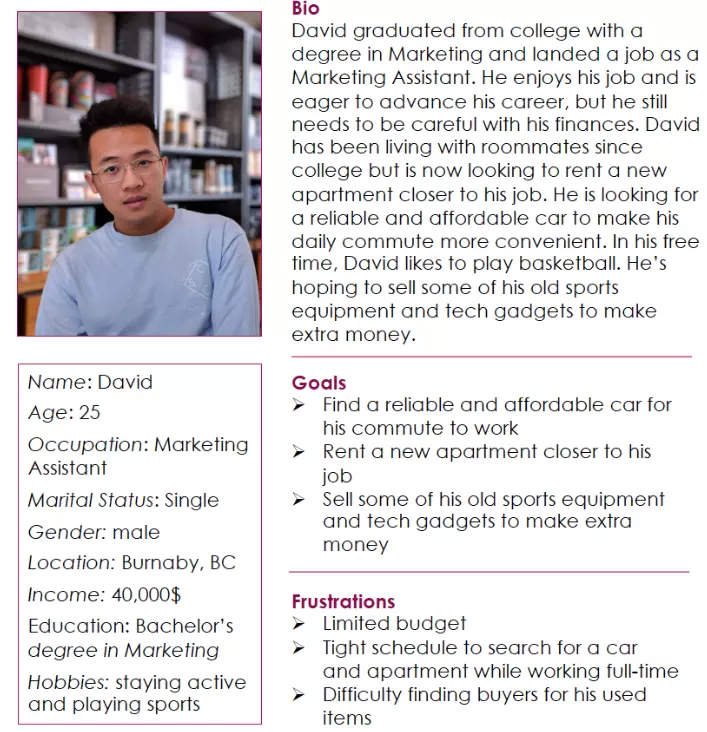 Bio
David graduated from college with a
degree in Marketing and landed a job as a
Marketing Assistant. He enjoys his job and is
eager to advance his career, but he still
needs to be careful with his finances. David
has been living with roommates since
college but is now looking to rent a new
apartment closer to his job. He is looking for
a reliable and affordable car to make his
daily commute more convenient. In his free
time, David likes to play basketball. He's
hoping to sell some of his old sports
equipment and tech gadgets to make
extra money.
Name: David
Age: 25
Occupation: Marketing
Assistant
Marital Status: Single
Gender: male
Location: Burnaby, BC
Income: 40,000$
Education: Bachelor's
degree in Marketing
Hobbies: staying active
and playing sports
Goals
➢ Find a reliable and affordable car for
his commute to work
➢ Rent a new apartment closer to his
job
➢ Sell some of his old sports equipment
and tech gadgets to make extra
money
Frustrations
➢ Limited budget
➢ Tight schedule to search for a car
and apartment while working full-time
➢ Difficulty finding buyers for his used
items